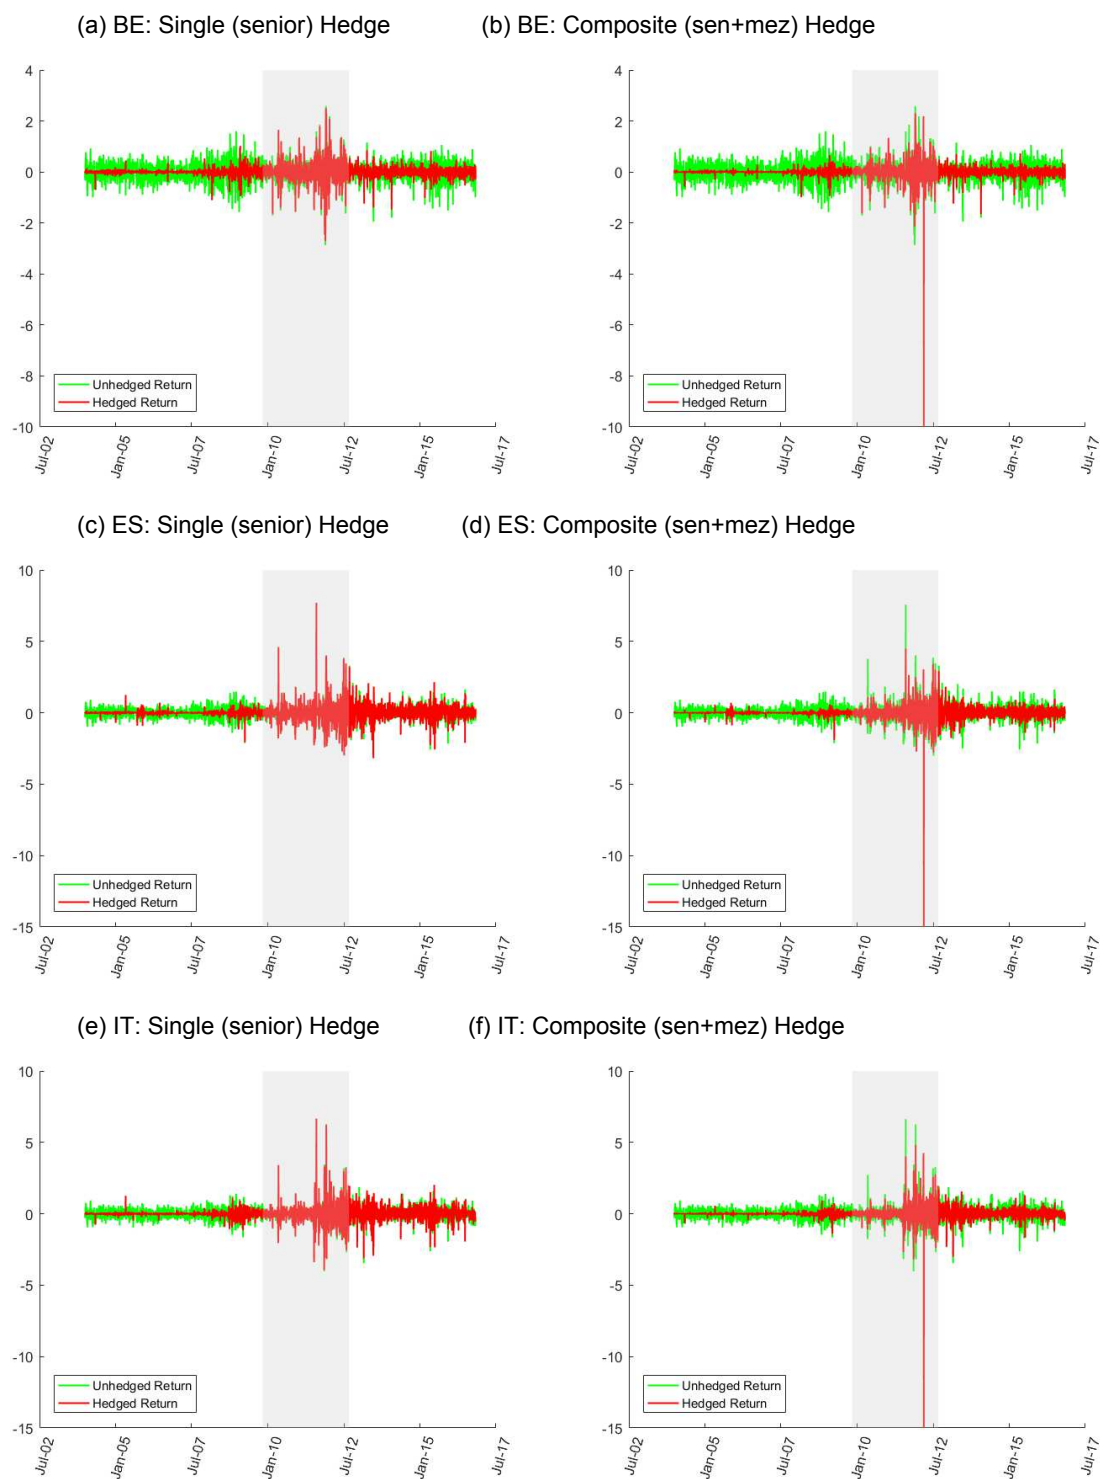 (a) BE: Single (senior) Hedge (b) BE: Composite (sen+mez) Hedge
4 4
2 2
0 0
-2 -2
-4 -4
-6 -6
-8 -8
Unhedged Return Unhedged Return
Hedged Return Hedged Return
-10 -10
Jul-02 Jan-05 Jul-07 Jan-10 Jul-12 Jan-15 Jul-17 Jul-02 Jan-05 Jul-07 Jan-10 Jul-12 Jan-15 Jul-17
(c) ES: Single (senior) Hedge (d) ES: Composite (sen+mez) Hedge
10 10
5 5
0 0
-5 -5
-10 -10
Unhedged Return Unhedged Return
Hedged Return Hedged Return
-15 -15
Jul-02 Jan-05 Jul-07 Jan-10 Jul-12 Jan-15 Jul-17 Jul-02 Jan-05 Jul-07 Jan-10 Jul-12 Jan-15 Jul-17
(e) IT: Single (senior) Hedge (f) IT: Composite (sen+mez) Hedge
10 10
5 5
0 0
-5 -5
-10 -10
Unhedged Return Unhedged Return
Hedged Return Hedged Return
-15 -15
Jul-02 Jan-05 Jul-07 Jan-10 Jul-12 Jan-15 Jul-17 Jul-02 Jan-05 Jul-07 Jan-10 Jul-12 Jan-15 Jul-17